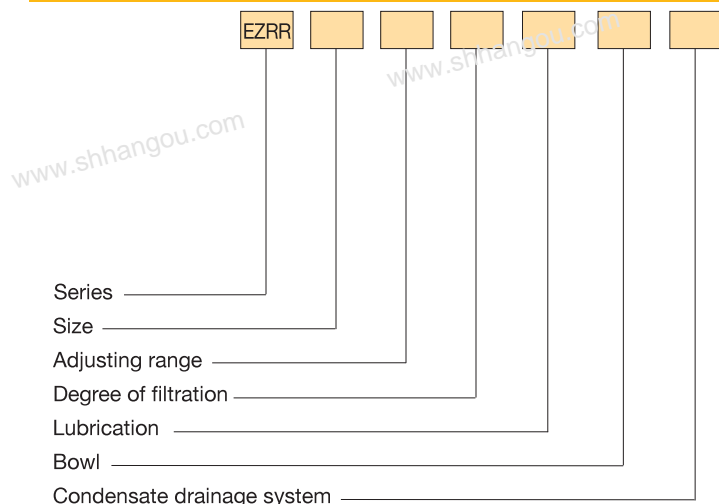 EZRR
www.shhangou.com
www.shhangou.com
Series
Size
Adjusting range
Degree of filtration
Lubrication
Bowl
Condensate drainage system